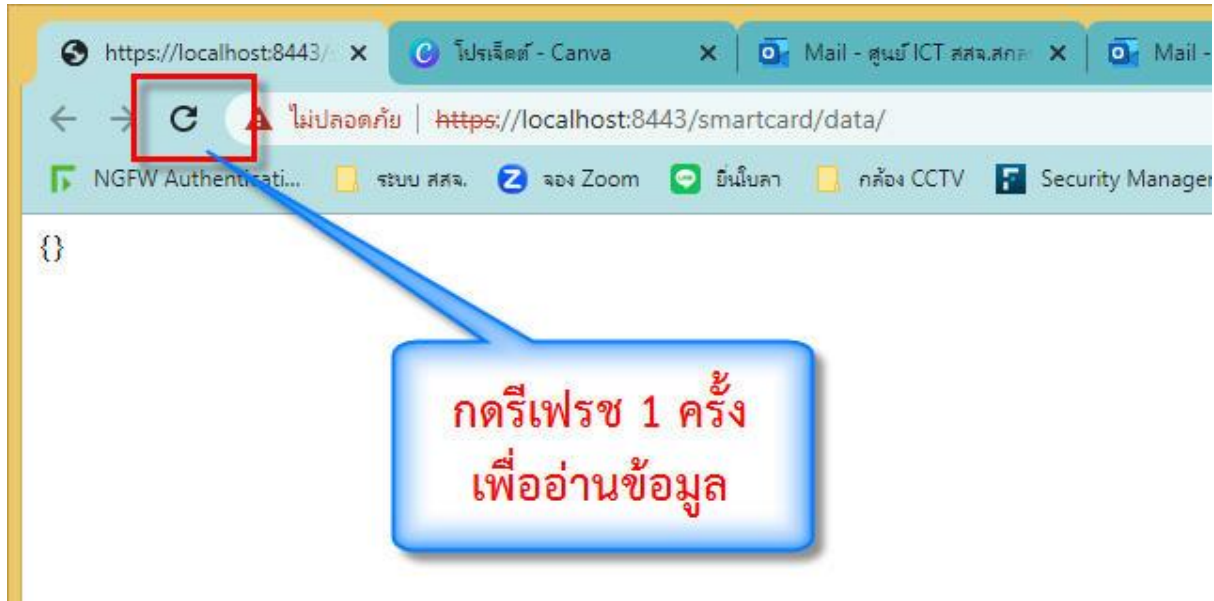 https://localhost:8443/
โปรเจ็คต์ - Canva
Mail - ศูนย์ ICT สสจ.สกล
Mail -
ไม่ปลอดภัย | https://localhost:8443/smartcard/data/
NGFW Authenticati...
ระบบ สสจ.
จอง Zoom
ยื่นใบลา
กล้อง CCTV
Security Manager
{}
กดรีเฟรช 1 ครั้ง
เพื่ออ่านข้อมูล